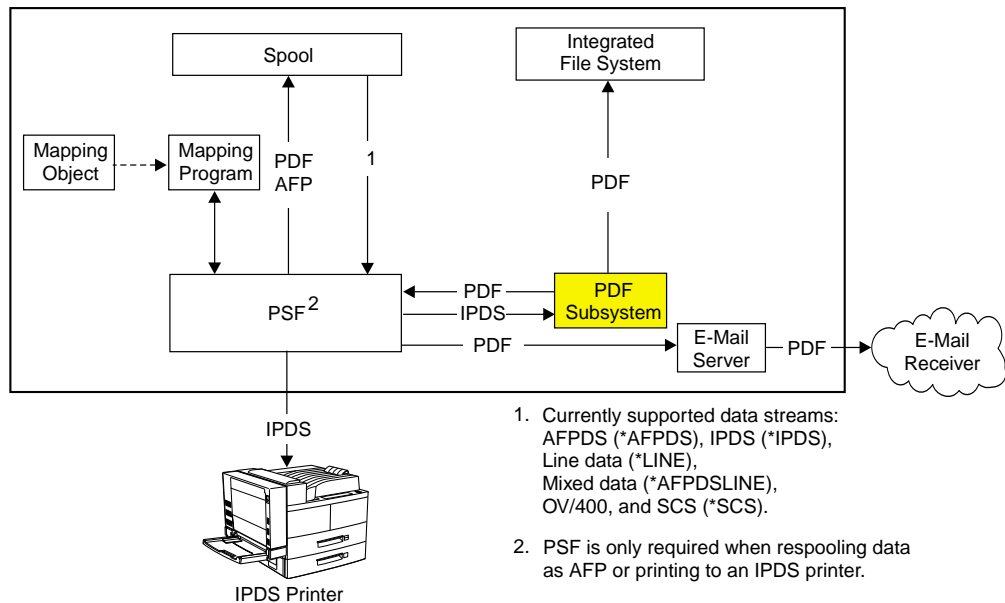 Spool
Integrated
File System
Mapping
Object
Mapping
Program
PDF
AFP
1
PDF
PSF2
PDF
IPDS
PDF
Subsystem
PDF
E-Mail
Server
PDF
E-Mail
Receiver
IPDS
IPDS Printer
1. Currently supported data streams:
AFPDS (*AFPDS), IPDS (*IPDS),
Line data (*LINE),
Mixed data (*AFPDSLINE),
OV/400, and SCS (*SCS).
2. PSF is only required when respooling data
as AFP or printing to an IPDS printer.